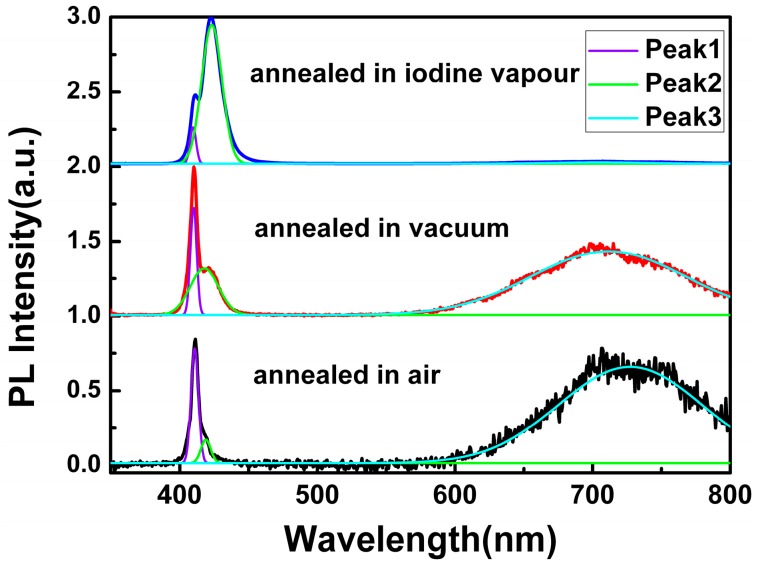 3.0
2.5
2.0
1.5
1.0
0.5
0.0
PL Intensity(a.u.)
annealed in iodine vapour
annealed in vacuum
annealed in air
Peak1
Peak2
Peak3
400 500 600 700 800
Wavelength(nm)